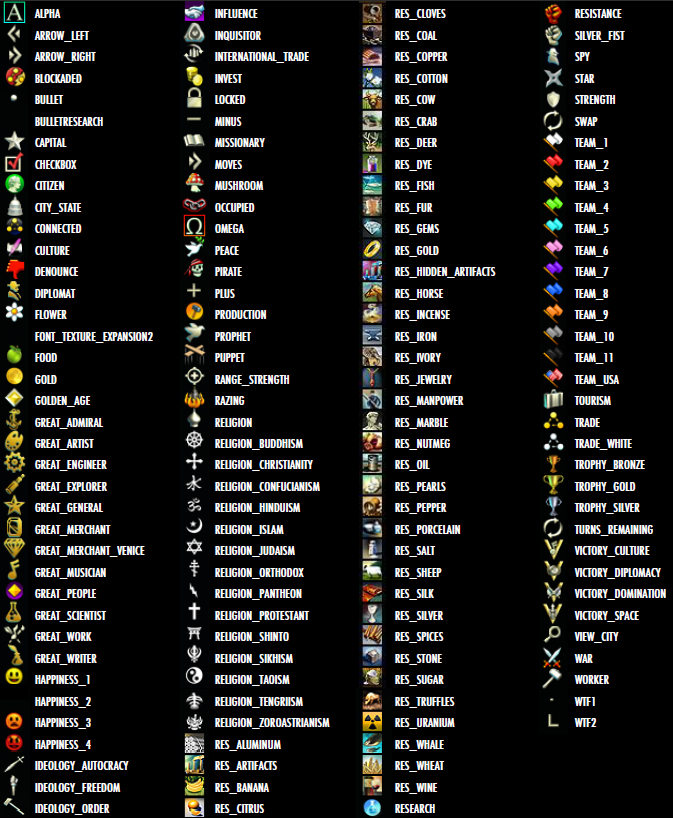 ALPHA
ARROW_LEFT
ARROW_RIGHT
BLOCKADED
BULLET
BULLETRESEARCH
CAPITAL
CHECKBOX
CITIZEN
CITY_STATE
CONNECTED
CULTURE
DENOUNCE
DIPLOMAT
FLOWER
FONT_TEXTURE_EXPANSION2
FOOD
GOLD
GOLDEN_AGE
GREAT_ADMIRAL
GREAT_ARTIST
GREAT_ENGINEER
GREAT_EXPLORER
GREAT_GENERAL
GREAT_MERCHANT
GREAT_MERCHANT_VENICE
GREAT_MUSICIAN
GREAT_PEOPLE
GREAT_SCIENTIST
GREAT_WORK
GREAT_WRITER
HAPPINESS_1
HAPPINESS_2
HAPPINESS_3
HAPPINESS_4
IDEOLOGY_AUTOCRACY
IDEOLOGY_FREEDOM
IDEOLOGY_ORDER
INFLUENCE
INQUISITOR
INTERNATIONAL_TRADE
INVEST
LOCKED
MINUS
MISSIONARY
MOVES
MUSHROOM
OCCUPIED
OMEGA
PEACE
PIRATE
PLUS
PRODUCTION
PROPHET
PUPPET
RANGE_STRENGTH
RAZING
RELIGION
RELIGION_BUDDHISM
RELIGION_CHRISTIANITY
RELIGION_CONFUCIANISM
RELIGION_HINDUISM
RELIGION_ISLAM
RELIGION_JUDAISM
RELIGION_ORTHODOX
RELIGION_PANTHEON
RELIGION_PROTESTANT
RELIGION_SHINTO
RELIGION_SIKHISM
RELIGION_TAOISM
RELIGION_TENGRIISM
RELIGION_ZOROASTRIANISM
RES_ALUMINUM
RES_ARTIFACTS
RES_BANANA
RES_CITRUS
RES_CLOVES
RES_COAL
RES_COPPER
RES_COTTON
RES_COW
RES_CRAB
RES_DEER
RES_DYE
RES_FISH
RES_FUR
RES_GEMS
RES_GOLD
RES_HIDDEN_ARTIFACTS
RES_HORSE
RES_INCENSE
RES_IRON
RES_IVORY
RES_JEWELRY
RES_MANPOWER
RES_MARBLE
RES_NUTMEG
RES_OIL
RES_PEARLS
RES_PEPPER
RES_PORCELAIN
RES_SALT
RES_SHEEP
RES_SILK
RES_SILVER
RES_SPICES
RES_STONE
RES_SUGAR
RES_TRUFFLES
RES_URANIUM
RES_WHALE
RES_WHEAT
RES_WINE
RESEARCH
RESISTANCE
SILVER_FIST
SPY
STAR
STRENGTH
SWAP
TEAM_1
TEAM_2
TEAM_3
TEAM_4
TEAM_5
TEAM_6
TEAM_7
TEAM_8
TEAM_9
TEAM_10
TEAM_11
TEAM_USA
TOURISM
TRADE
TRADE_WHITE
TROPHY_BRONZE
TROPHY_GOLD
TROPHY_SILVER
TURNS_REMAINING
VICTORY_CULTURE
VICTORY_DIPLOMACY
VICTORY_DOMINATION
VICTORY_SPACE
VIEW_CITY
WAR
WORKER
WTF1
WTF2